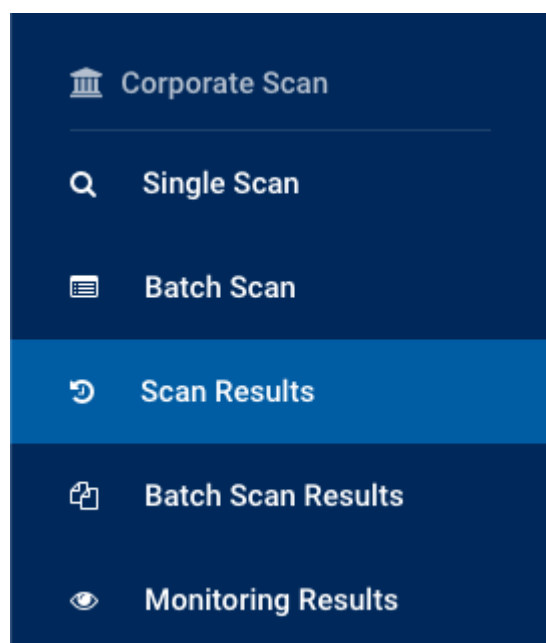 Corporate Scan
Single Scan
Batch Scan
Scan Results
Batch Scan Results
Monitoring Results